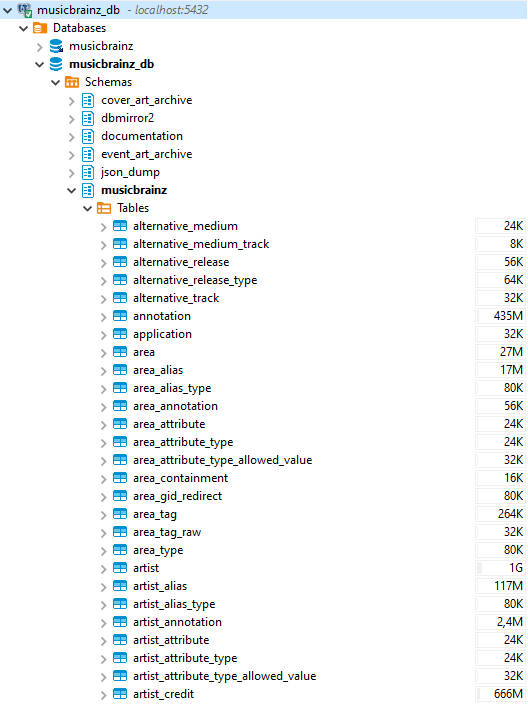 musicbrainz_db - localhost:5432
Databases
musicbrainz
musicbrainz_db
Schemas
cover_art_archive
dbmirror2
documentation
event_art_archive
json_dump
musicbrainz
Tables
alternative_medium 24K
alternative_medium_track 8K
alternative_release 56K
alternative_release_type 64K
alternative_track 32K
annotation 435M
application 32K
area 27M
area_alias 17M
area_alias_type 80K
area_annotation 56K
area_attribute 24K
area_attribute_type 24K
area_attribute_type_allowed_value 32K
area_containment 16K
area_gid_redirect 80K
area_tag 264K
area_tag_raw 32K
area_type 80K
artist 1G
artist_alias 117M
artist_alias_type 80K
artist_annotation 2,4M
artist_attribute 24K
artist_attribute_type 24K
artist_attribute_type_allowed_value 32K
artist_credit 666M